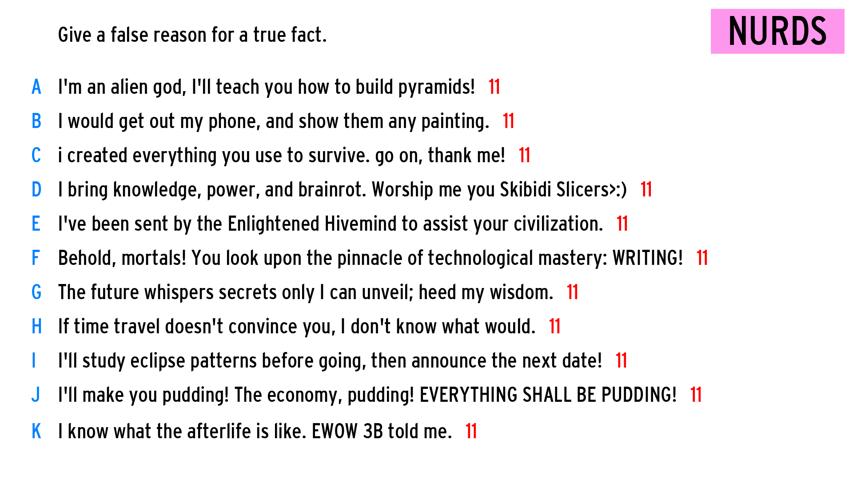 Give a false reason for a true fact.
NURDS
A I'm an alien god, I'll teach you how to build pyramids! 11
B I would get out my phone, and show them any painting. 11
C i created everything you use to survive. go on, thank me! 11
D I bring knowledge, power, and brainrot. Worship me you Skibidi Slicers>:) 11
E I've been sent by the Enlightened Hivemind to assist your civilization. 11
F Behold, mortals! You look upon the pinnacle of technological mastery: WRITING! 11
G The future whispers secrets only I can unveil; heed my wisdom. 11
H If time travel doesn't convince you, I don't know what would. 11
I I'll study eclipse patterns before going, then announce the next date! 11
J I'll make you pudding! The economy, pudding! EVERYTHING SHALL BE PUDDING! 11
K I know what the afterlife is like. EWOW 3B told me. 11